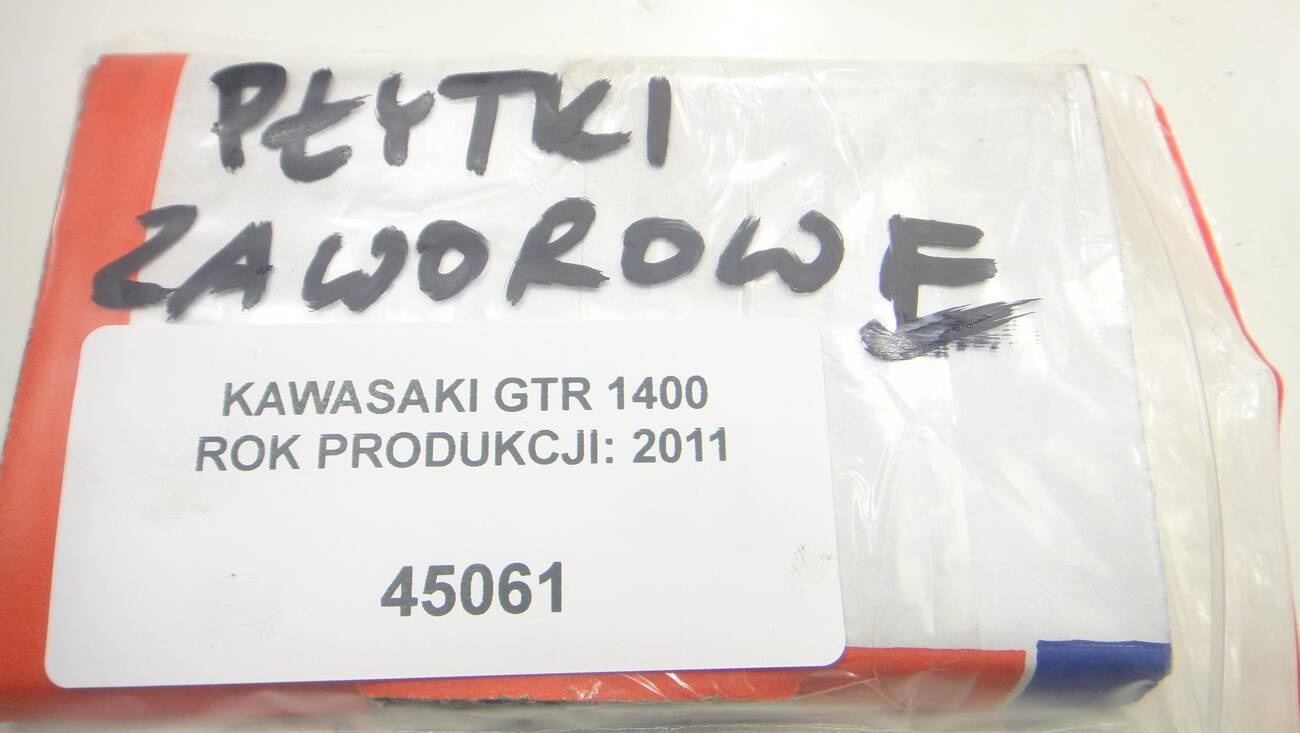 PŁYTKI
ZAWOROWE
KAWASAKI GTR 1400
ROK PRODUKCJI: 2011
45061